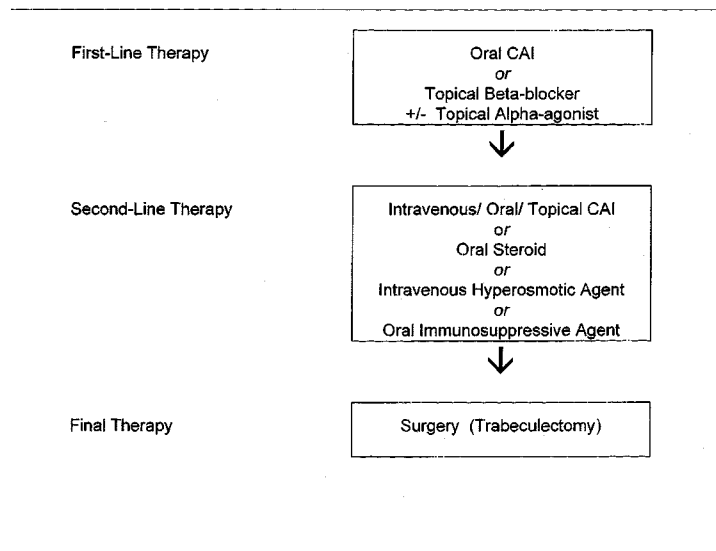 First-Line Therapy
Oral CAI
or
Topical Beta-blocker
+/- Topical Alpha-agonist
Second-Line Therapy
Intravenous/ Oral/ Topical CAI
or
Oral Steroid
or
Intravenous Hyperosmotic Agent
or
Oral Immunosuppressive Agent
Final Therapy
Surgery (Trabeculectomy)